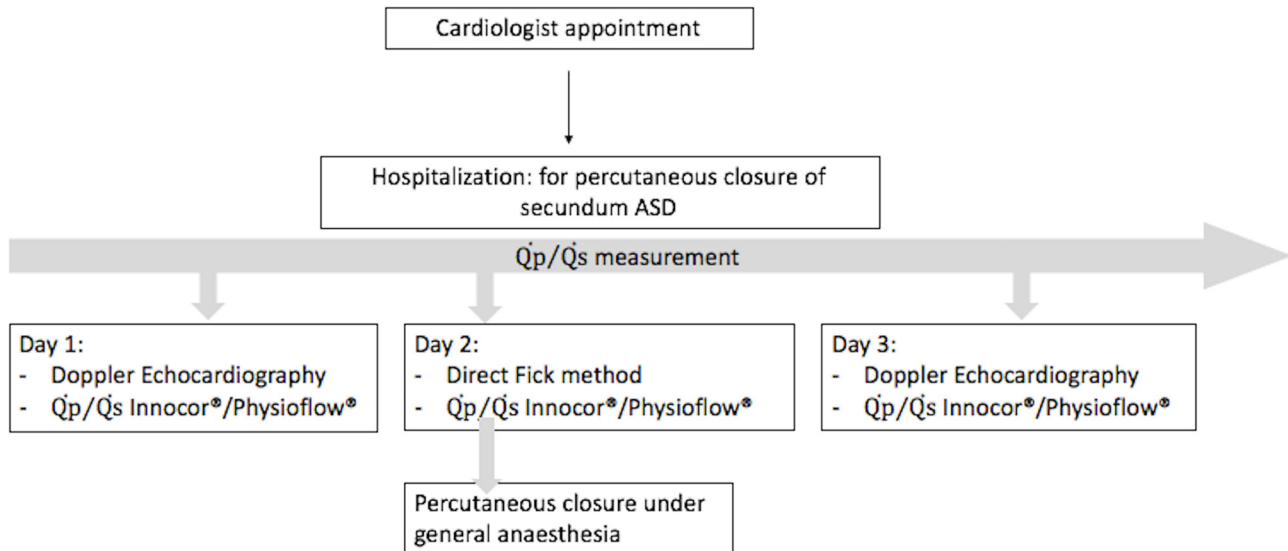 Cardiologist appointment
Hospitalization: for percutaneous closure of
secundum ASD
Q̇p/Q̇s measurement
Day 1:
- Doppler Echocardiography
- Q̇p/Q̇s Innocor®/Physioflow®
Day 2:
- Direct Fick method
- Q̇p/Q̇s Innocor®/Physioflow®
Day 3:
- Doppler Echocardiography
- Q̇p/Q̇s Innocor®/Physioflow®
Percutaneous closure under
general anaesthesia